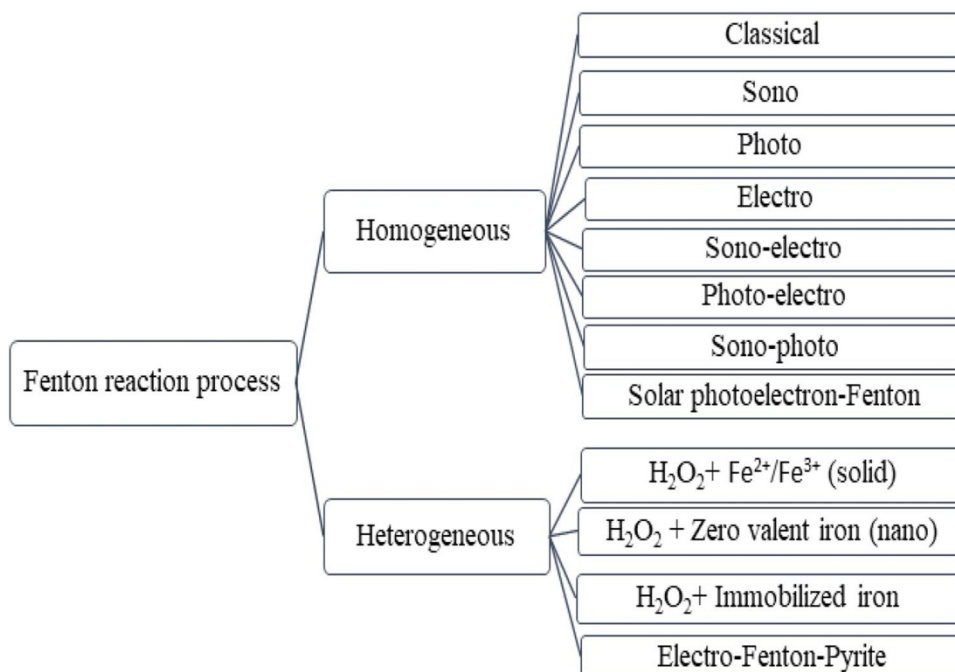 Fenton reaction process
Homogeneous
Classical
Sono
Photo
Electro
Sono-electro
Photo-electro
Sono-photo
Solar photoelectron-Fenton
Heterogeneous
H₂O₂+ Fe²⁺/Fe³⁺ (solid)
H₂O₂ + Zero valent iron (nano)
H₂O₂+ Immobilized iron
Electro-Fenton-Pyrite